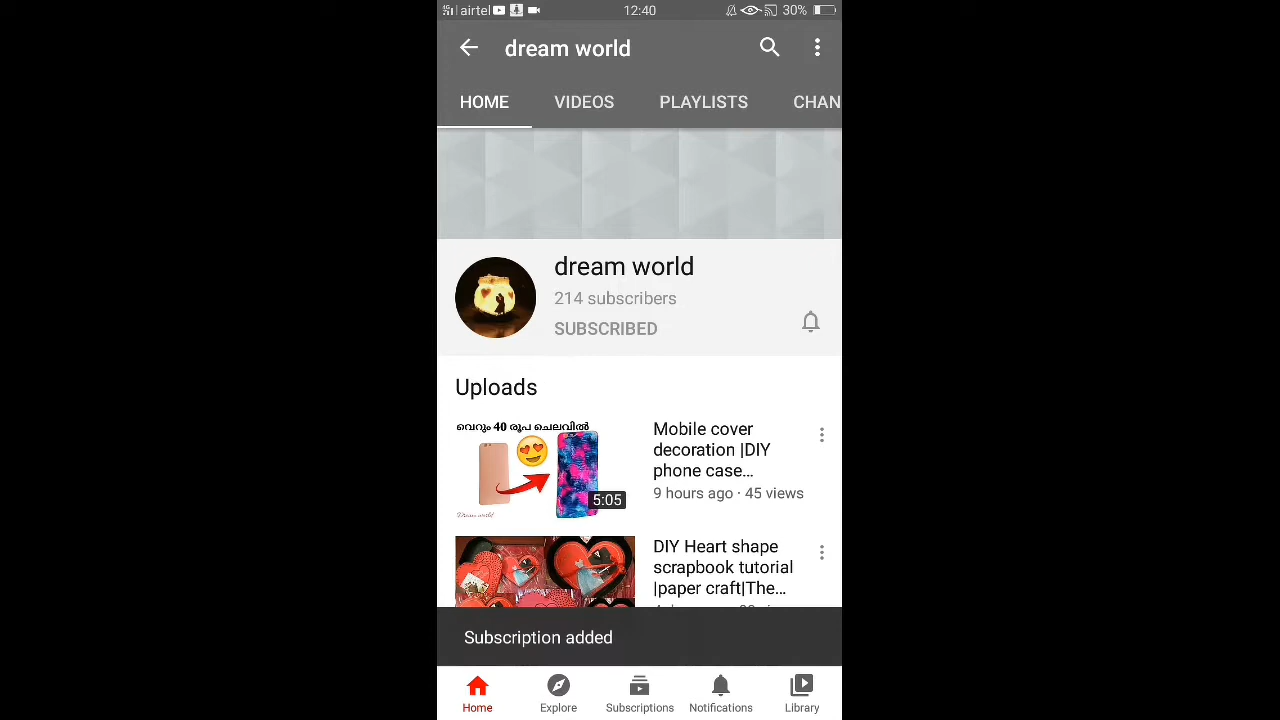 airtel 12:40 30%
dream world
HOME VIDEOS PLAYLISTS CHAN
dream world
214 subscribers
SUBSCRIBED
Uploads
വെറും 40 രൂപ ചെലവിൽ
5:05
Dream world
Mobile cover
decoration |DIY
phone case...
9 hours ago · 45 views
DIY Heart shape
scrapbook tutorial
|paper craft|The...
Subscription added
Home Explore Subscriptions Notifications Library